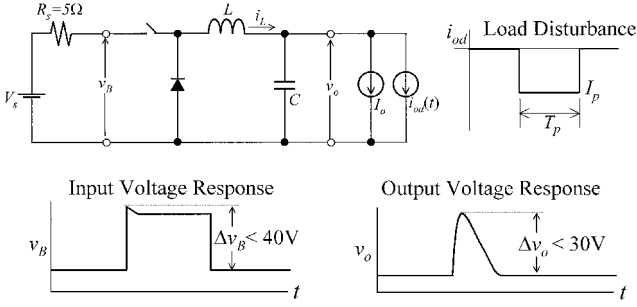 R_s=5Ω
L
i_L
i_od
Load Disturbance
V_s
v_B
C
v_o
I_o
i_od(t)
I_p
T_p
Input Voltage Response
Output Voltage Response
v_B
Δv_B< 40V
t
v_o
Δv_o< 30V
t